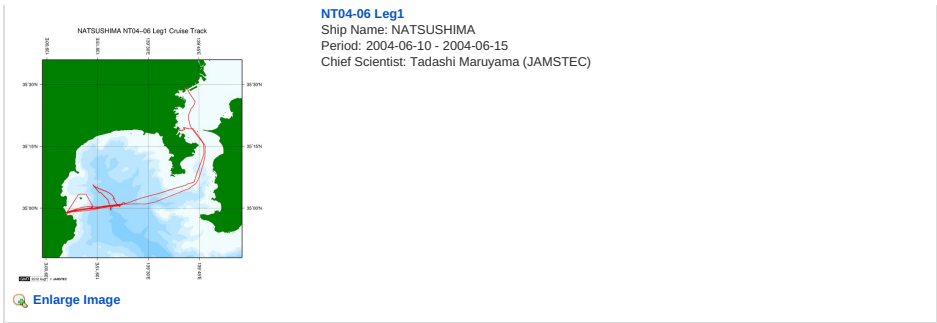 NATSUSHIMA NT04−06 Leg1 Cruise Track
NT04-06 Leg1
Ship Name: NATSUSHIMA
Period: 2004-06-10 - 2004-06-15
Chief Scientist: Tadashi Maruyama (JAMSTEC)
35˚30'N
35˚30'N
35˚15'N
35˚15'N
35˚00'N
35˚00'N
Enlarge Image